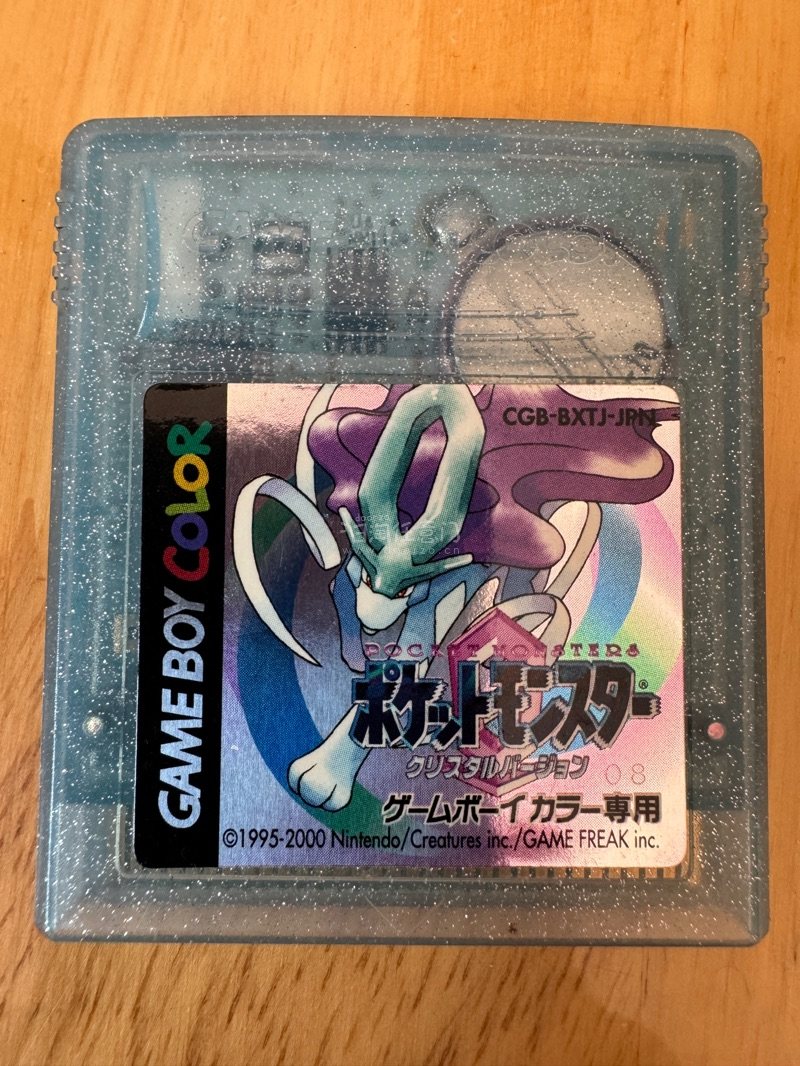 GAME BOY COLOR
CGB-BXTJ-JPN
POCKET MONSTERS
ポケットモンスター®
クリスタルバージョン
08
ゲームボーイカラー専用
©1995-2000 Nintendo/Creatures inc./GAME FREAK inc.